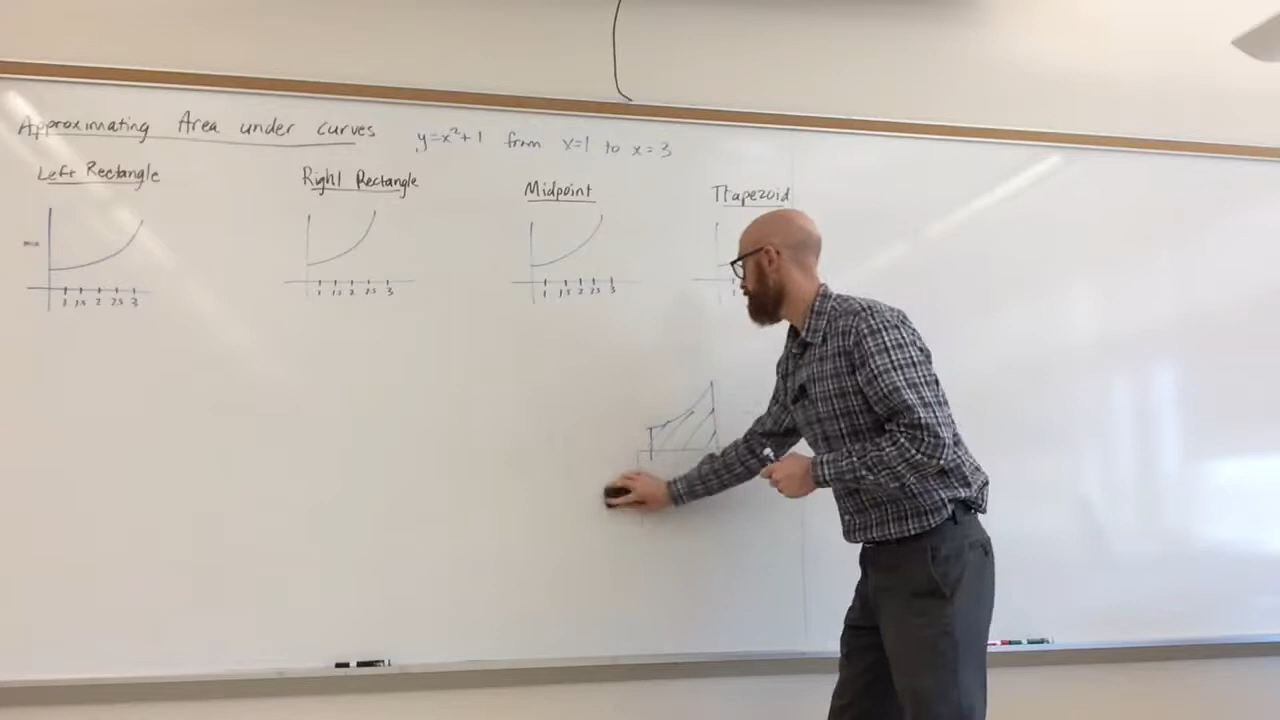 Approximating Area under curves y=x²+1 from x=1 to x=3
Left Rectangle
Right Rectangle
Midpoint
Trapezoid
1 1.5 2 2.5 3
1 1.5 2 2.5 3
1 1.5 2 2.5 3
1